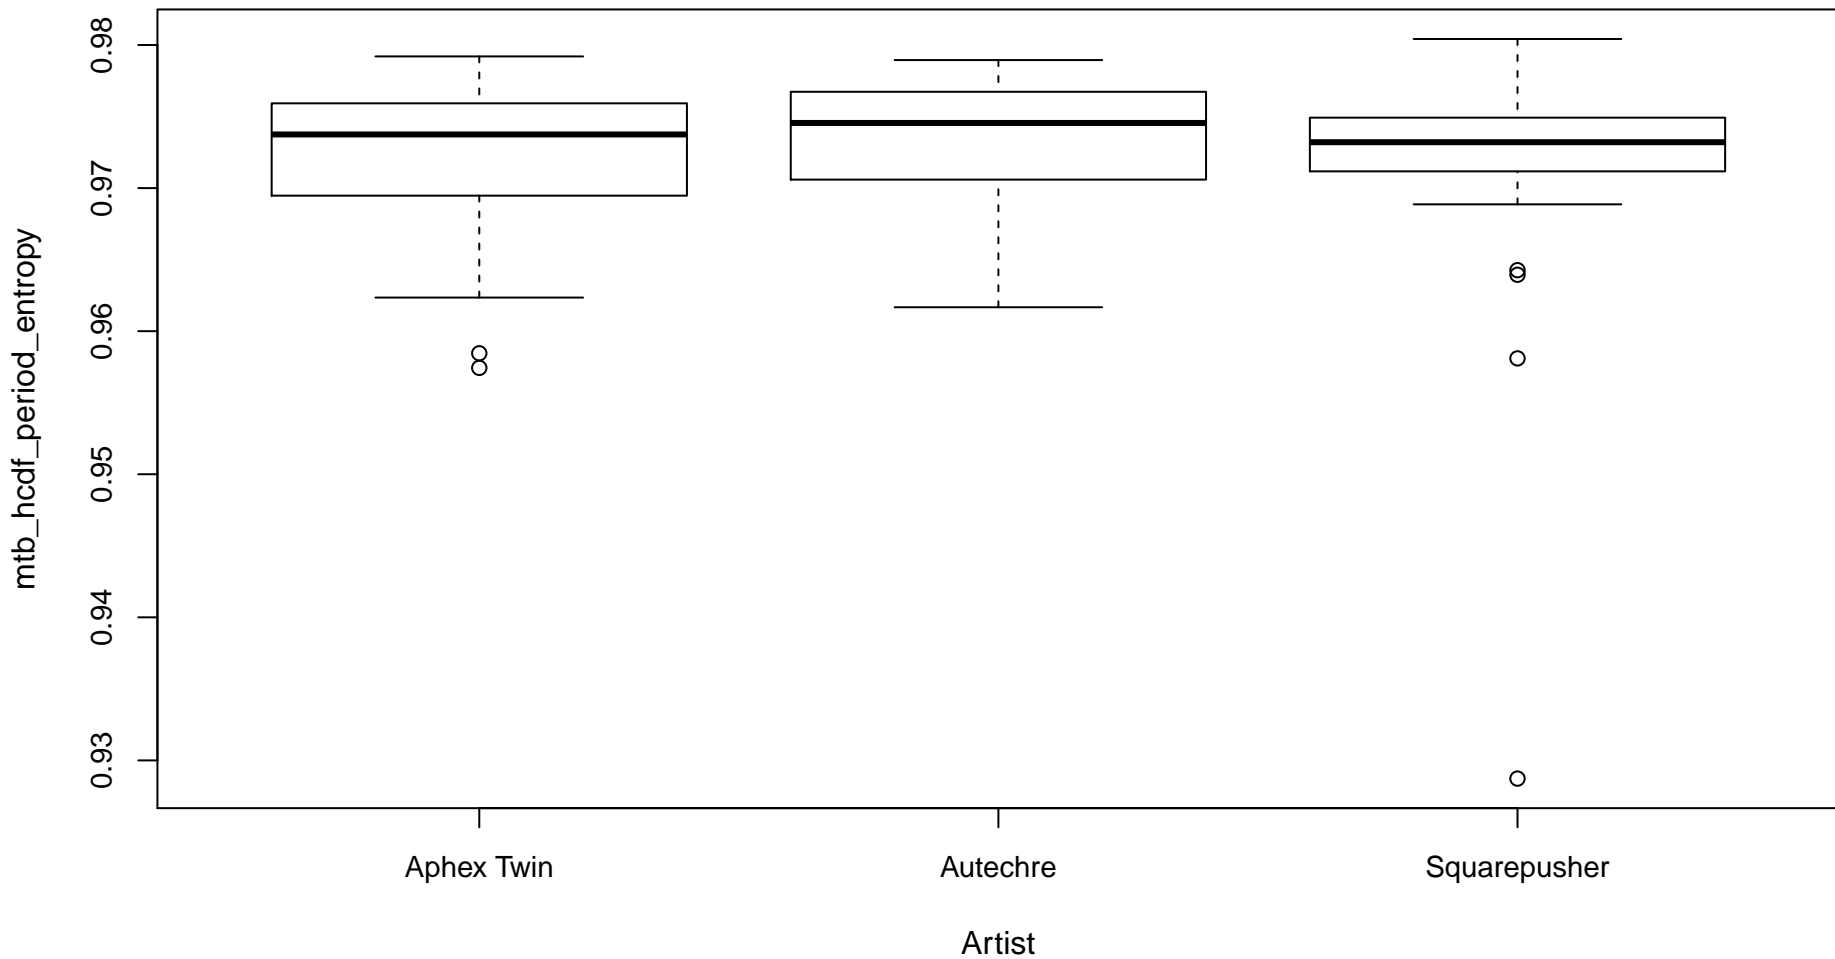 mtb_hcdf_period_entropy
0.98
0.97
0.96
0.95
0.94
0.93
Aphex Twin
Autechre
Squarepusher
Artist